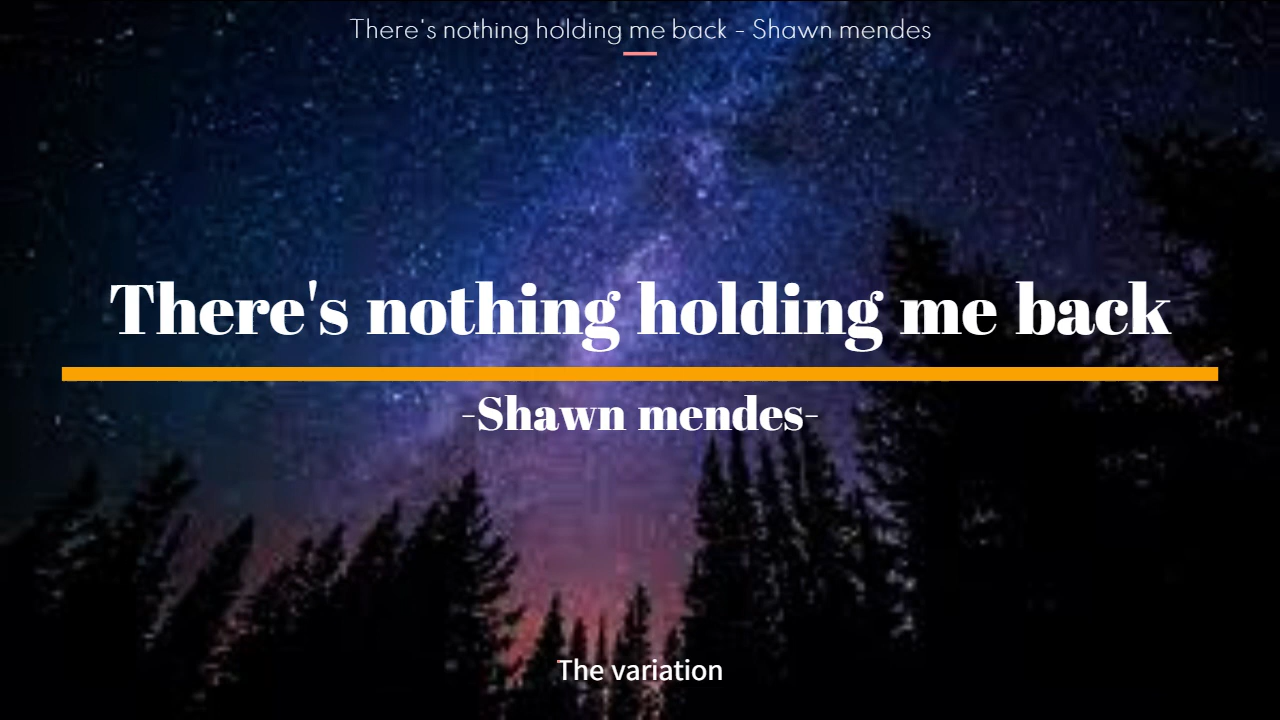 There's nothing holding me back - Shawn mendes
There's nothing holding me back
-Shawn mendes-
The variation